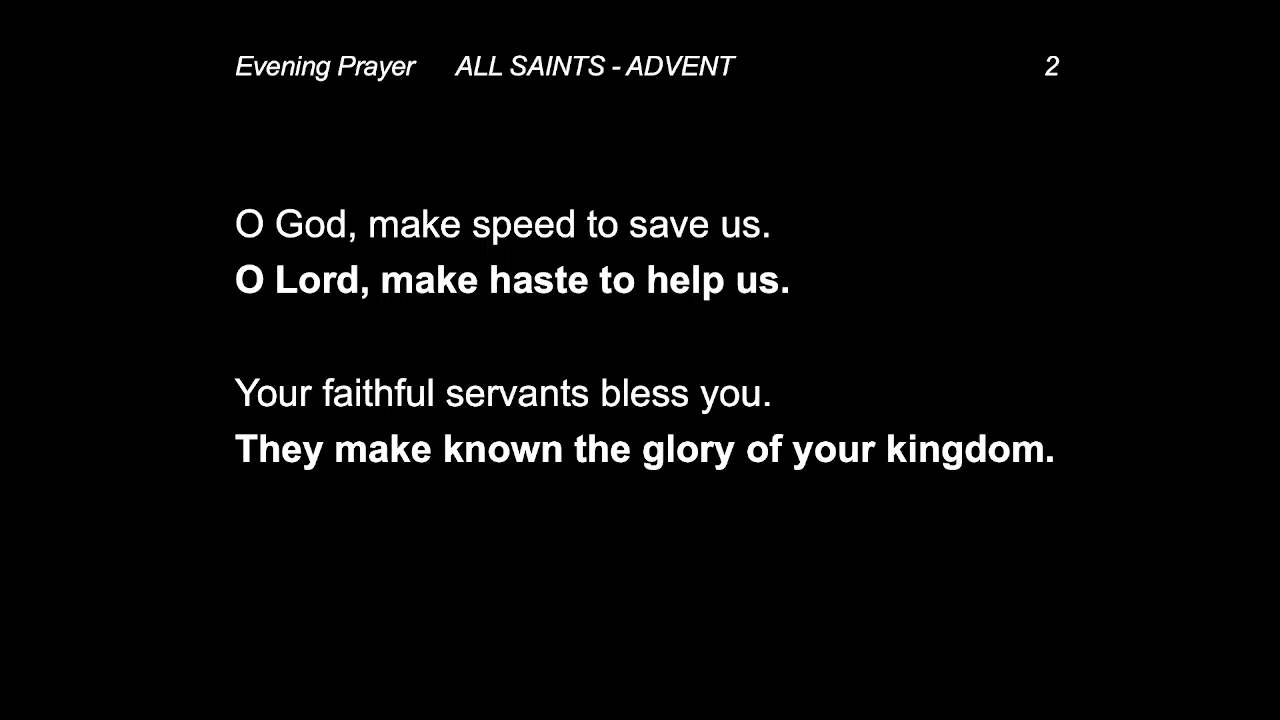 Evening Prayer ALL SAINTS - ADVENT 2
O God, make speed to save us.
O Lord, make haste to help us.
Your faithful servants bless you.
They make known the glory of your kingdom.